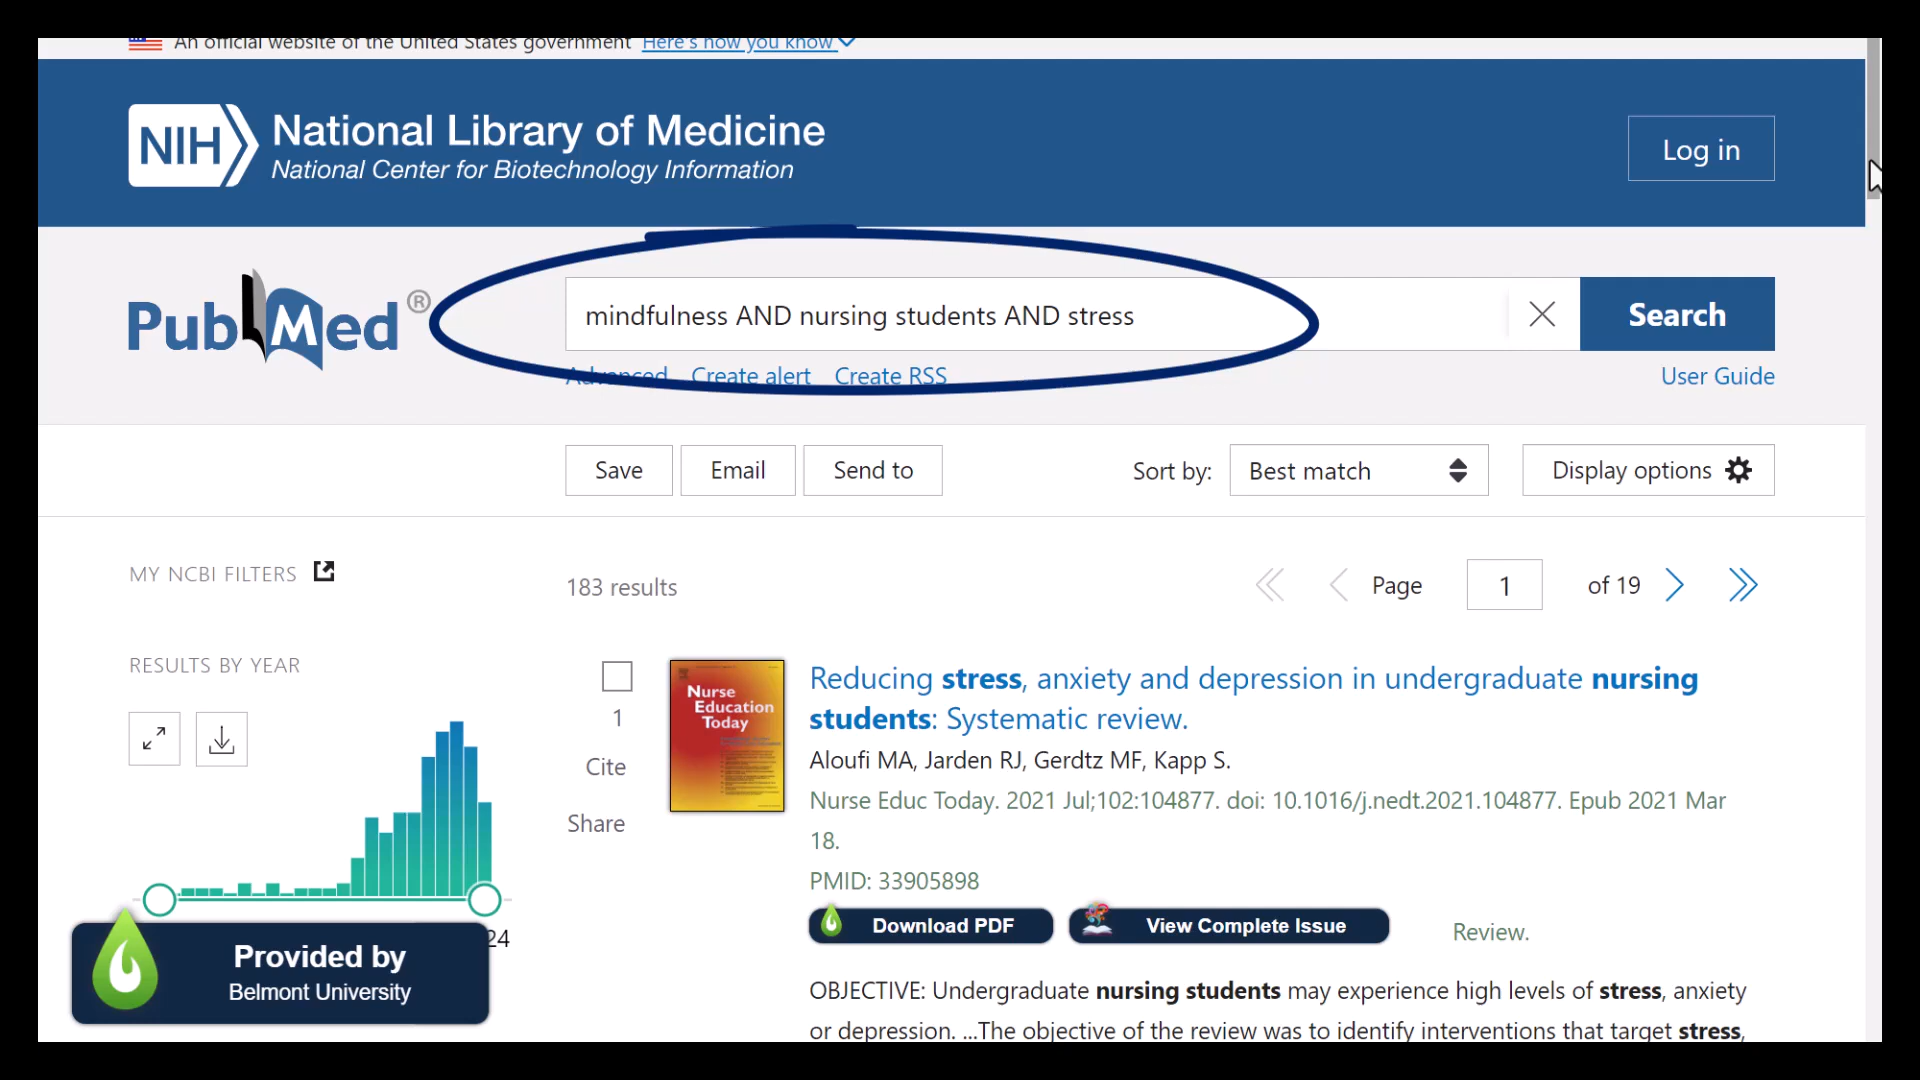 An official website of the United States government Here's how you know
NIH National Library of Medicine
National Center for Biotechnology Information
Log in
PubMed®
mindfulness AND nursing students AND stress
Search
Advanced Create alert Create RSS
User Guide
Save Email Send to
Sort by: Best match
Display options
MY NCBI FILTERS
183 results
Page 1 of 19
RESULTS BY YEAR
1
Cite
Share
Nurse
Education
Today
Reducing stress, anxiety and depression in undergraduate nursing
students: Systematic review.
Aloufi MA, Jarden RJ, Gerdtz MF, Kapp S.
Nurse Educ Today. 2021 Jul;102:104877. doi: 10.1016/j.nedt.2021.104877. Epub 2021 Mar
18.
PMID: 33905898
Download PDF View Complete Issue Review.
24
Provided by
Belmont University
OBJECTIVE: Undergraduate nursing students may experience high levels of stress, anxiety
or depression. ...The objective of the review was to identify interventions that target stress,